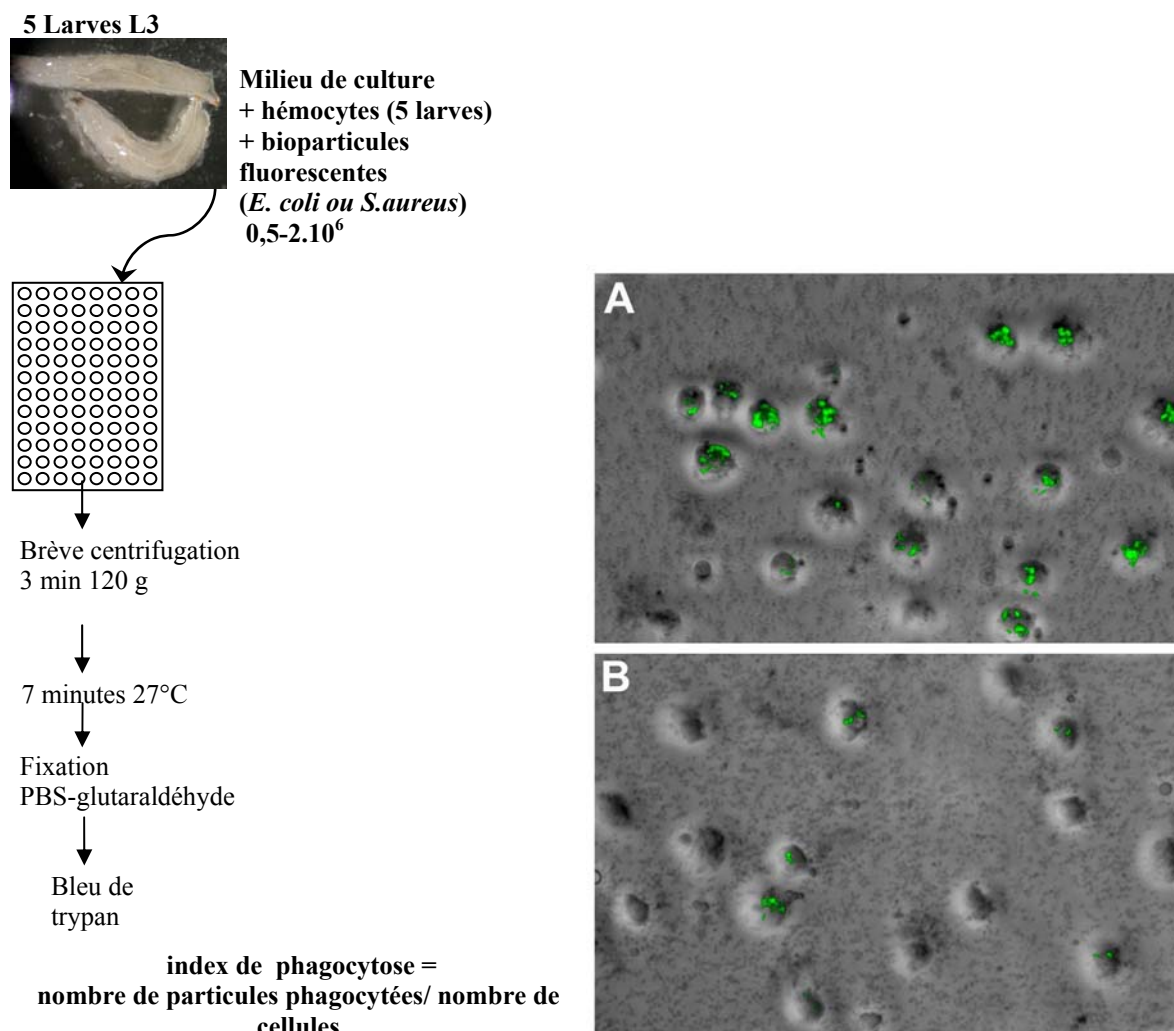 5 Larves L3
Milieu de culture
+ hémocytes (5 larves)
+ bioparticules
fluorescentes
(E. coli ou S.aureus)
0,5-2.10⁶
Brève centrifugation
3 min 120 g
7 minutes 27°C
Fixation
PBS-glutaraldéhyde
Bleu de
trypan
index de phagocytose =
nombre de particules phagocytées/ nombre de
cellules
A
B